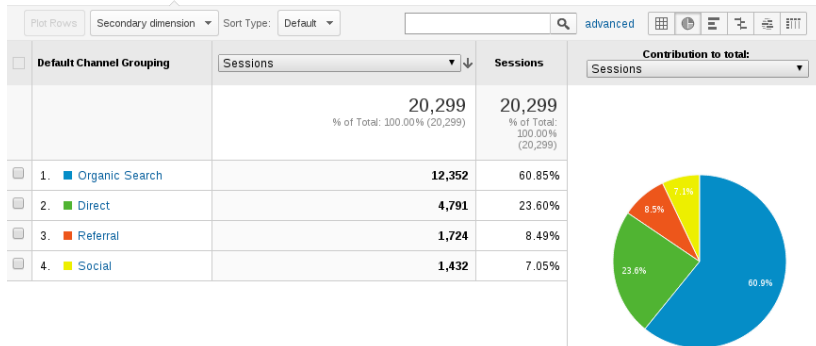 Plot Rows Secondary dimension Sort Type: Default advanced
Default Channel Grouping Sessions Sessions Contribution to total:
Sessions
20,299 20,299
% of Total: 100.00% (20,299) % of Total:
100.00%
(20,299)
1. Organic Search 12,352 60.85%
2. Direct 4,791 23.60%
3. Referral 1,724 8.49%
4. Social 1,432 7.05%
7.1%
8.5%
23.6%
60.9%